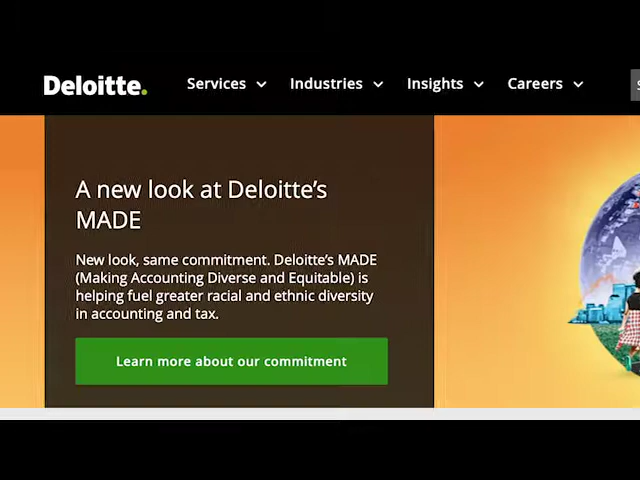 Deloitte.
Services
Industries
Insights
Careers
A new look at Deloitte's
MADE
New look, same commitment. Deloitte's MADE
(Making Accounting Diverse and Equitable) is
helping fuel greater racial and ethnic diversity
in accounting and tax.
Learn more about our commitment